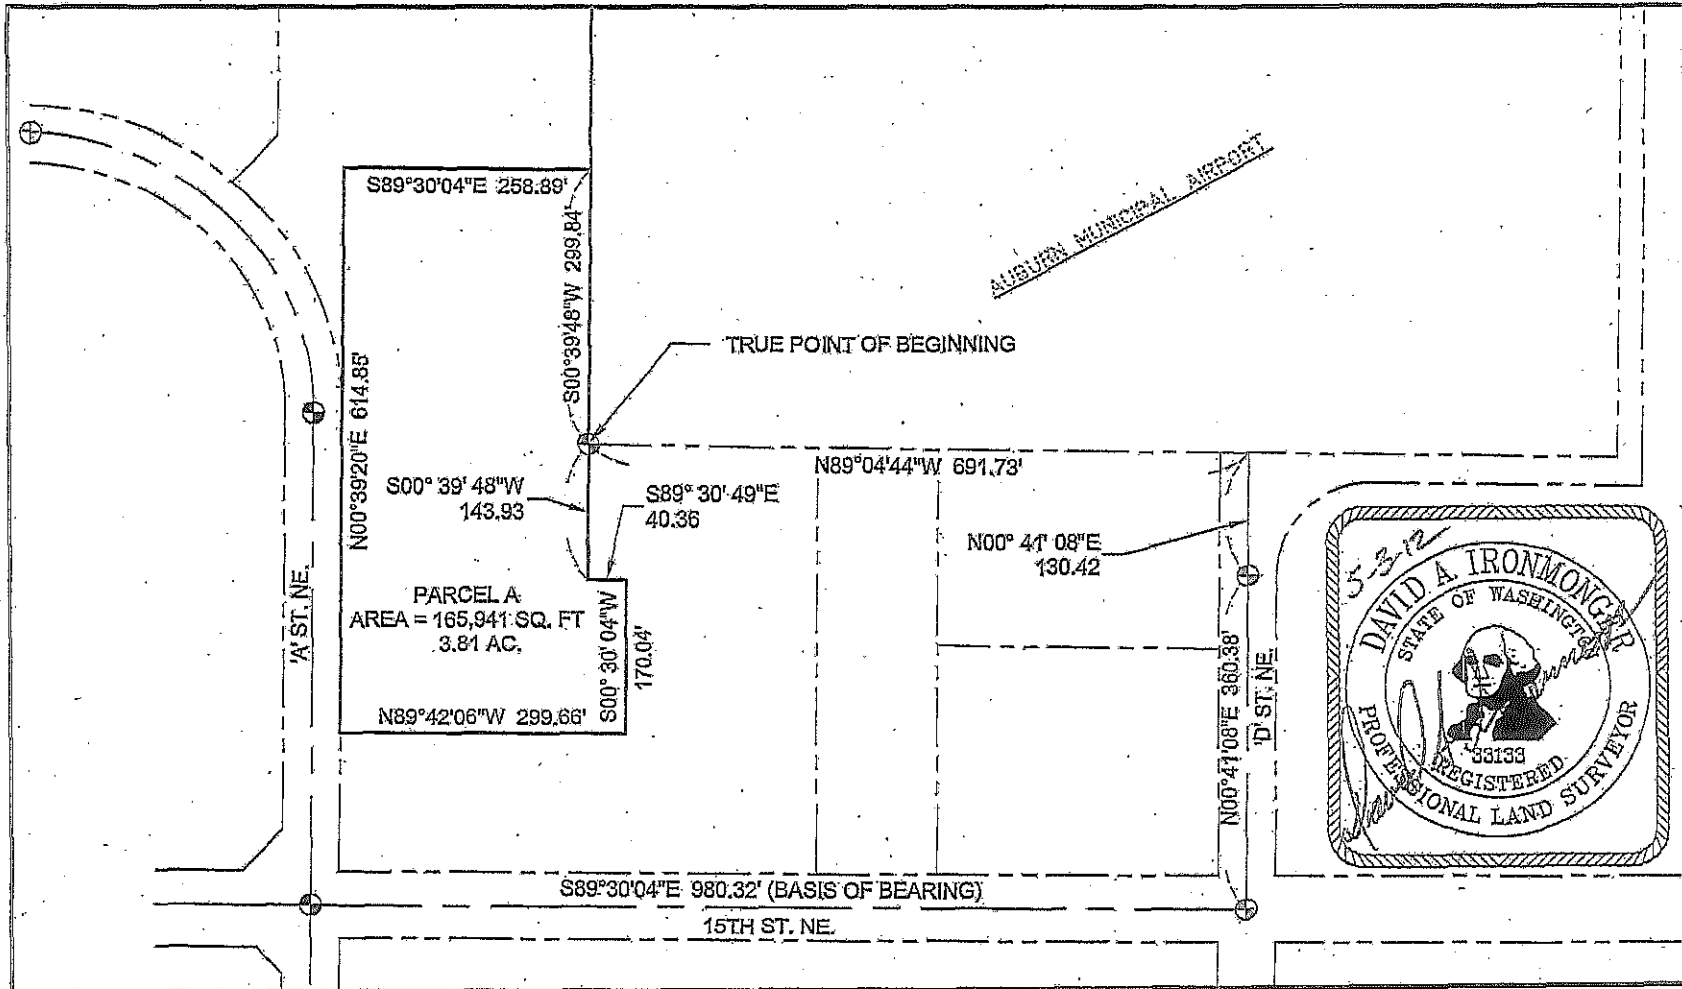 S89°30'04"E 258.89'
S00°39'48"W 299.84'
AUBURN MUNICIPAL AIRPORT
TRUE POINT OF BEGINNING
N00°39'20"E 614.85'
N89°04'44"W 691.73'
S00° 39' 48"W
143.93
S89° 30' 49"E
40.36
N00° 41' 08"E
130.42
'A' ST. NE.
PARCEL A
AREA = 165,941 SQ. FT
3.81 AC.
S00° 30' 04"W
170.04'
N89°42'06"W 299.66'
N00°41'08"E 360.38'
'D' ST. NE.
S89°30'04"E 980.32' (BASIS OF BEARING)
15TH ST. NE.
5-3-12
DAVID A. IRONMONGER
STATE OF WASHINGTON
33133
REGISTERED
PROFESSIONAL LAND SURVEYOR